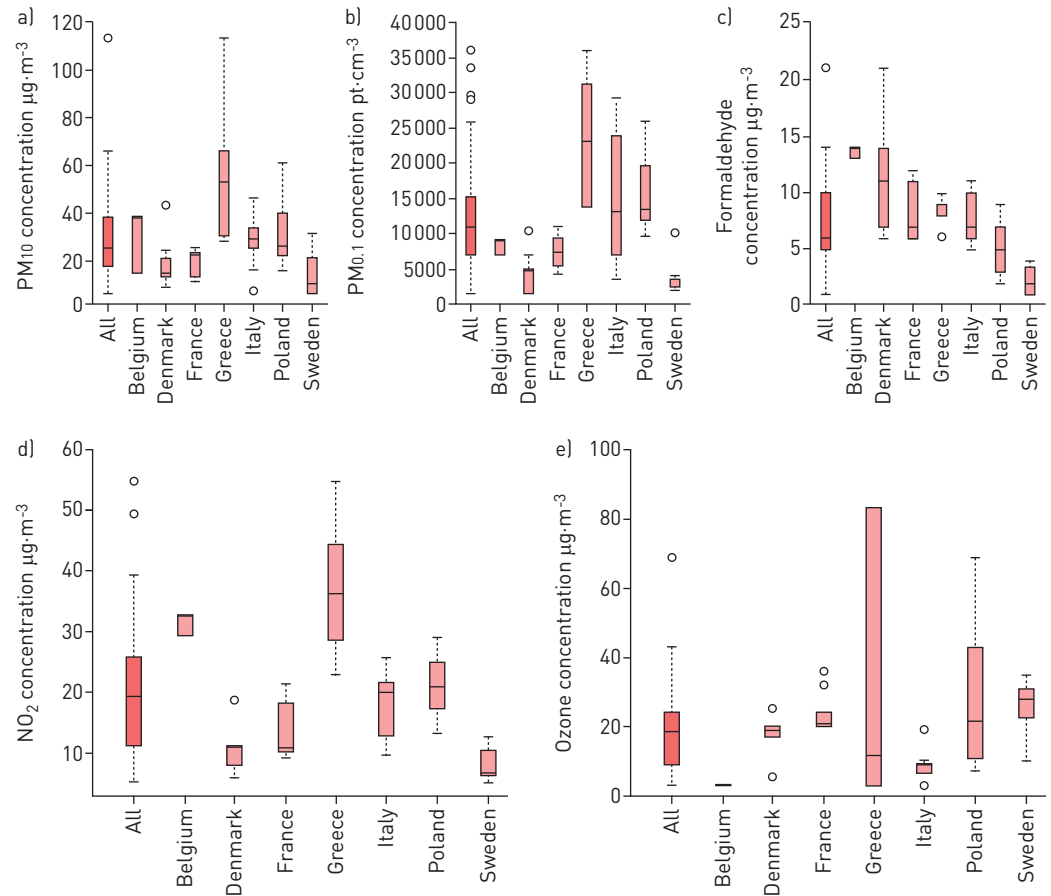 a)
PM10 concentration µg·m-3
120
100
80
60
40
20
0
All
Belgium
Denmark
France
Greece
Italy
Poland
Sweden
b)
PM0.1 concentration pt·cm-3
40000
35000
30000
25000
20000
15000
10000
5000
0
All
Belgium
Denmark
France
Greece
Italy
Poland
Sweden
c)
Formaldehyde
concentration µg·m-3
25
20
15
10
5
0
All
Belgium
Denmark
France
Greece
Italy
Poland
Sweden
d)
NO2 concentration µg·m-3
60
50
40
30
20
10
All
Belgium
Denmark
France
Greece
Italy
Poland
Sweden
e)
Ozone concentration µg·m-3
100
80
60
40
20
0
All
Belgium
Denmark
France
Greece
Italy
Poland
Sweden